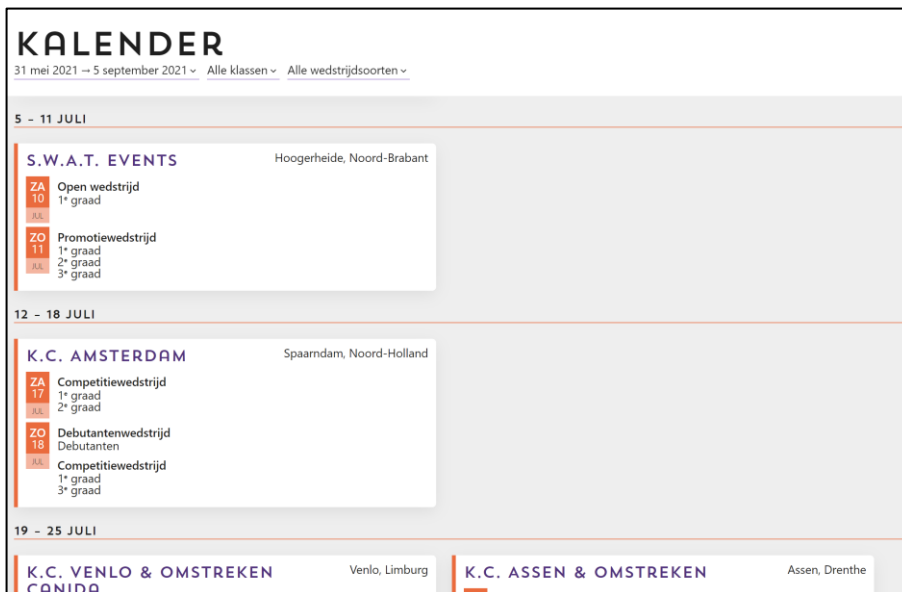 KALENDER
31 mei 2021 → 5 september 2021 Alle klassen Alle wedstrijdsoorten
5 - 11 JULI
S.W.A.T. EVENTS Hoogerheide, Noord-Brabant
ZA 10 JUL
Open wedstrijd
1e graad
ZO 11 JUL
Promotiewedstrijd
1e graad
2e graad
3e graad
12 - 18 JULI
K.C. AMSTERDAM Spaarndam, Noord-Holland
ZA 17 JUL
Competitiewedstrijd
1e graad
2e graad
ZO 18 JUL
Debutantenwedstrijd
Debutanten
Competitiewedstrijd
1e graad
3e graad
19 - 25 JULI
K.C. VENLO & OMSTREKEN Venlo, Limburg
CANIDA
K.C. ASSEN & OMSTREKEN Assen, Drenthe